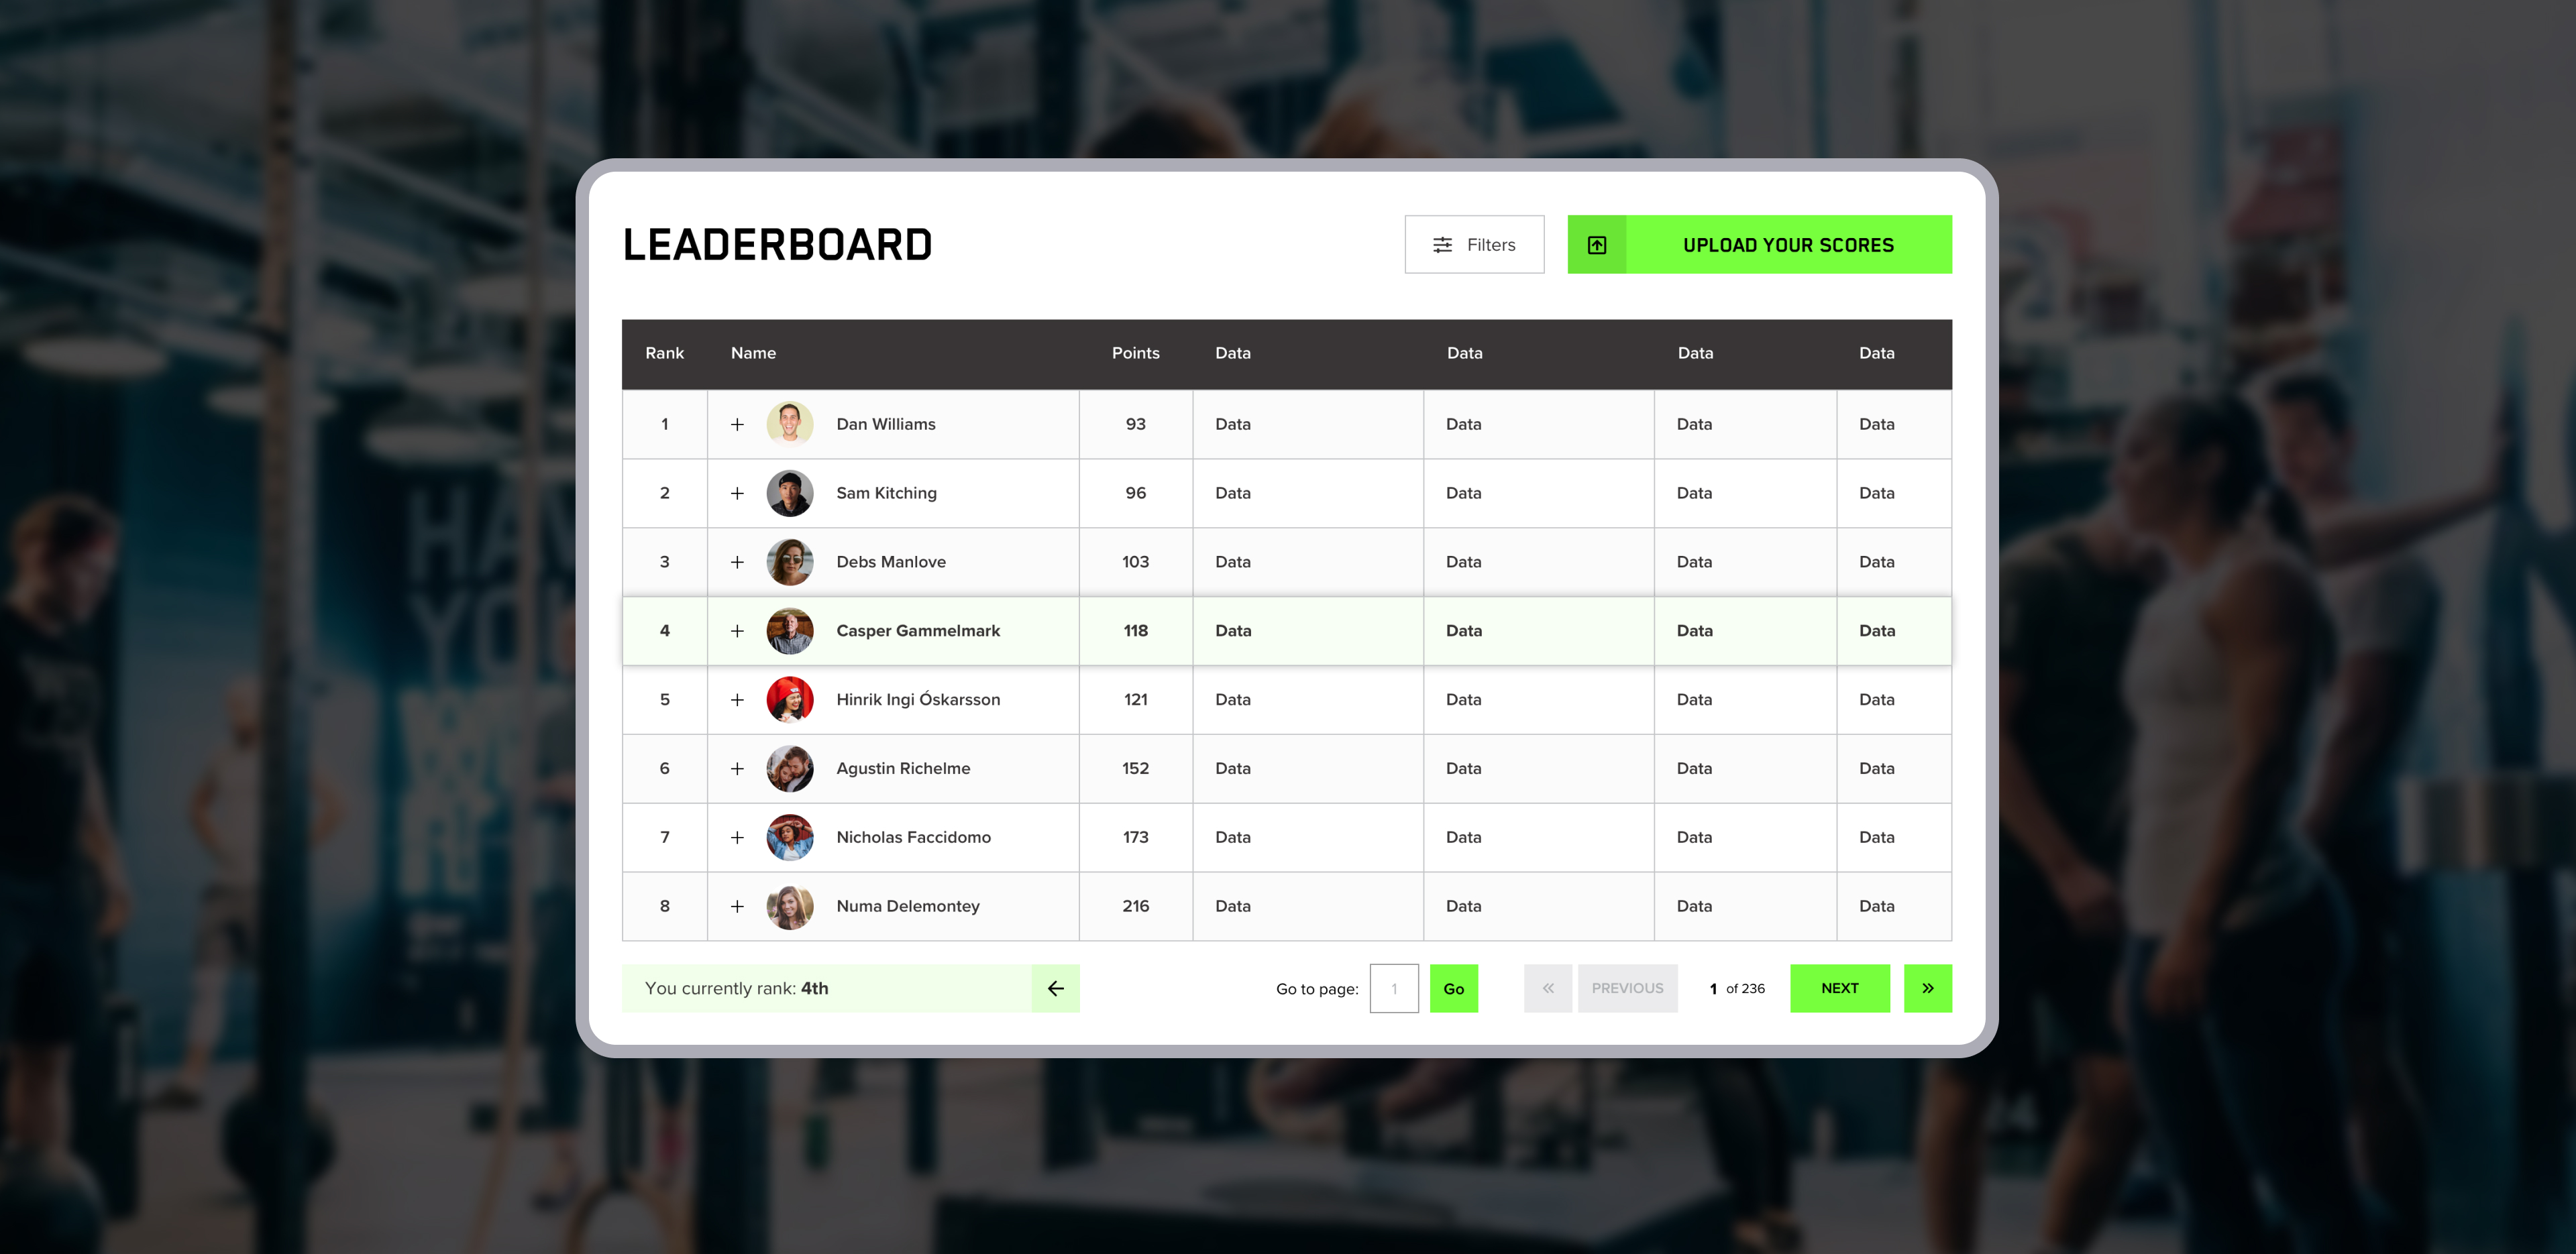 LEADERBOARD
Filters
UPLOAD YOUR SCORES
Rank Name Points Data Data Data Data
1 Dan Williams 93 Data Data Data Data
2 Sam Kitching 96 Data Data Data Data
3 Debs Manlove 103 Data Data Data Data
4 Casper Gammelmark 118 Data Data Data Data
5 Hinrik Ingi Óskarsson 121 Data Data Data Data
6 Agustin Richelme 152 Data Data Data Data
7 Nicholas Faccidomo 173 Data Data Data Data
8 Numa Delemontey 216 Data Data Data Data
You currently rank: 4th
Go to page: 1 Go
« PREVIOUS 1 of 236 NEXT »
HAV
YOU